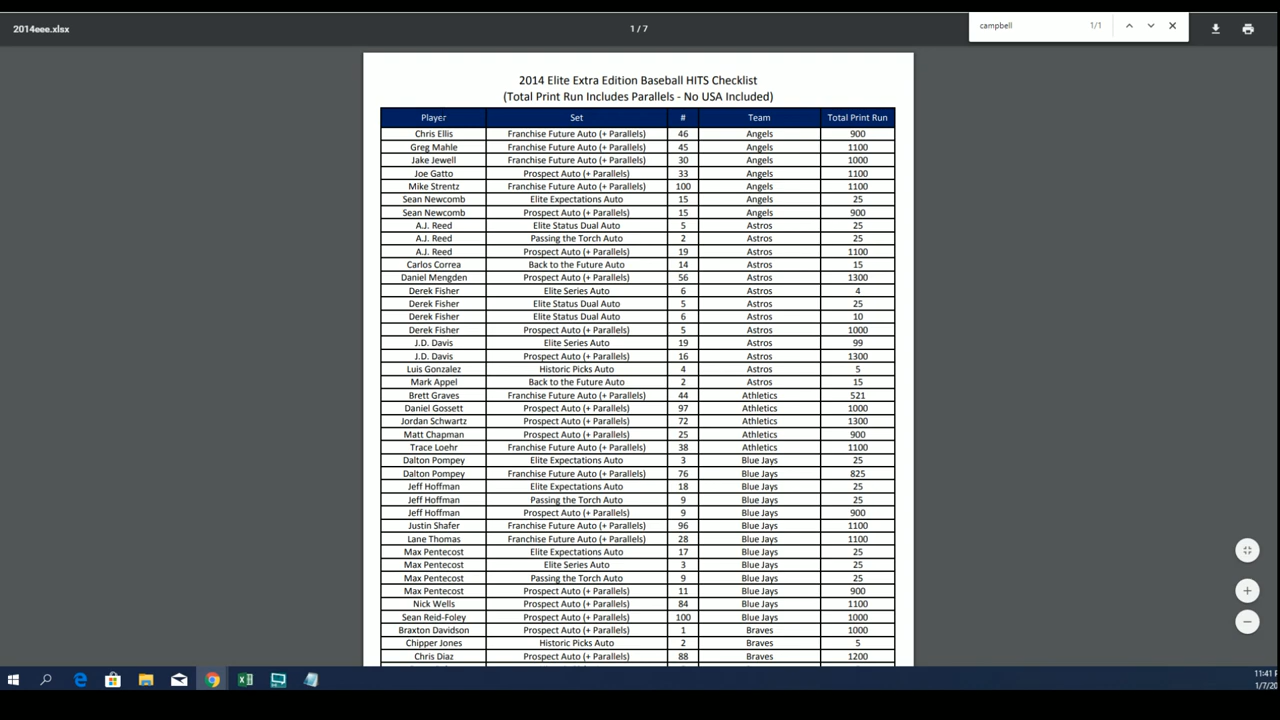 2014eee.xlsx
1 / 7
campbell 1/1
2014 Elite Extra Edition Baseball HITS Checklist
(Total Print Run Includes Parallels - No USA Included)
Player Set # Team Total Print Run
Chris Ellis Franchise Future Auto (+ Parallels) 46 Angels 900
Greg Mahle Franchise Future Auto (+ Parallels) 45 Angels 1100
Jake Jewell Franchise Future Auto (+ Parallels) 30 Angels 1000
Joe Gatto Prospect Auto (+ Parallels) 33 Angels 1100
Mike Strentz Franchise Future Auto (+ Parallels) 100 Angels 1100
Sean Newcomb Elite Expectations Auto 15 Angels 25
Sean Newcomb Prospect Auto (+ Parallels) 15 Angels 900
A.J. Reed Elite Status Dual Auto 5 Astros 25
A.J. Reed Passing the Torch Auto 2 Astros 25
A.J. Reed Prospect Auto (+ Parallels) 19 Astros 1100
Carlos Correa Back to the Future Auto 14 Astros 15
Daniel Mengden Prospect Auto (+ Parallels) 56 Astros 1300
Derek Fisher Elite Series Auto 6 Astros 4
Derek Fisher Elite Status Dual Auto 5 Astros 25
Derek Fisher Elite Status Dual Auto 6 Astros 10
Derek Fisher Prospect Auto (+ Parallels) 5 Astros 1000
J.D. Davis Elite Series Auto 19 Astros 99
J.D. Davis Prospect Auto (+ Parallels) 16 Astros 1300
Luis Gonzalez Historic Picks Auto 4 Astros 5
Mark Appel Back to the Future Auto 2 Astros 15
Brett Graves Franchise Future Auto (+ Parallels) 44 Athletics 521
Daniel Gossett Prospect Auto (+ Parallels) 97 Athletics 1000
Jordan Schwartz Prospect Auto (+ Parallels) 72 Athletics 1300
Matt Chapman Prospect Auto (+ Parallels) 25 Athletics 900
Trace Loehr Franchise Future Auto (+ Parallels) 38 Athletics 1100
Dalton Pompey Elite Expectations Auto 3 Blue Jays 25
Dalton Pompey Franchise Future Auto (+ Parallels) 76 Blue Jays 825
Jeff Hoffman Elite Expectations Auto 18 Blue Jays 25
Jeff Hoffman Passing the Torch Auto 9 Blue Jays 25
Jeff Hoffman Prospect Auto (+ Parallels) 9 Blue Jays 900
Justin Shafer Franchise Future Auto (+ Parallels) 96 Blue Jays 1100
Lane Thomas Franchise Future Auto (+ Parallels) 28 Blue Jays 1100
Max Pentecost Elite Expectations Auto 17 Blue Jays 25
Max Pentecost Elite Series Auto 3 Blue Jays 25
Max Pentecost Passing the Torch Auto 9 Blue Jays 25
Max Pentecost Prospect Auto (+ Parallels) 11 Blue Jays 900
Nick Wells Prospect Auto (+ Parallels) 84 Blue Jays 1100
Sean Reid-Foley Prospect Auto (+ Parallels) 100 Blue Jays 1000
Braxton Davidson Prospect Auto (+ Parallels) 1 Braves 1000
Chipper Jones Historic Picks Auto 2 Braves 5
Chris Diaz Prospect Auto (+ Parallels) 88 Braves 1200
11:41
1/7/20